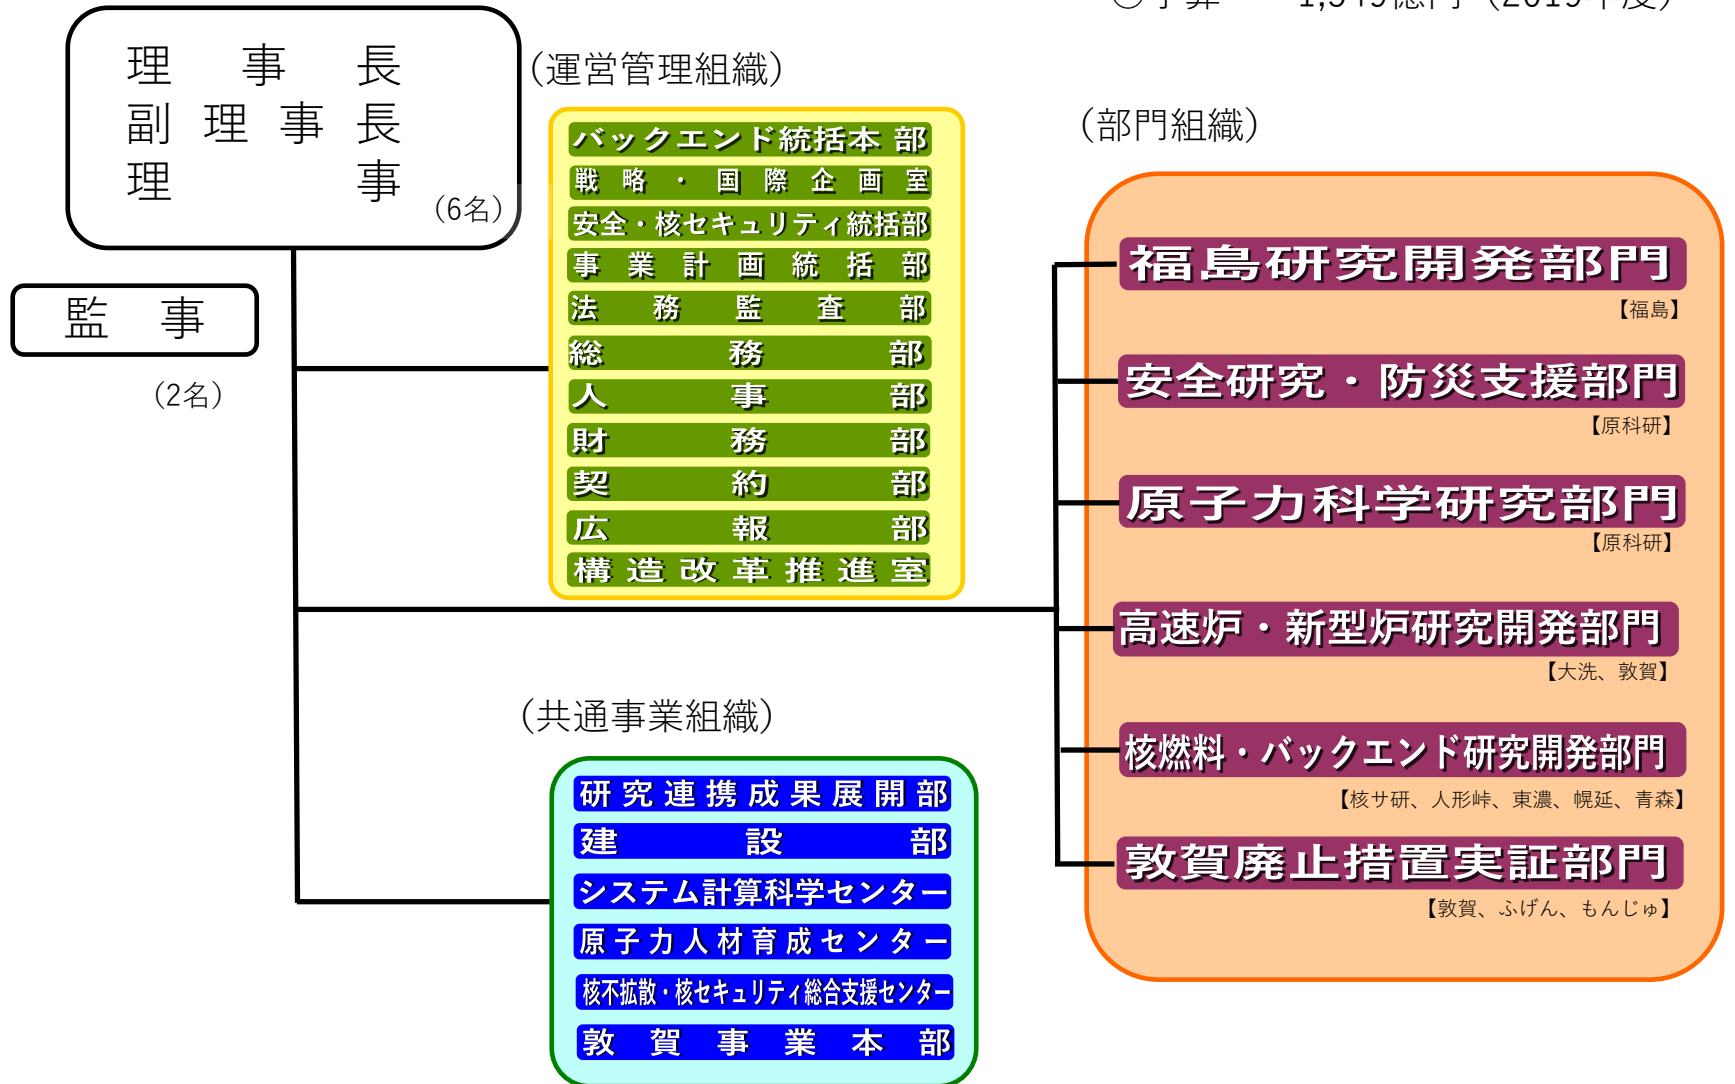 理事長
副理事長
理事
(6名)
監事
(2名)
(運営管理組織)
バックエンド統括本部
戦略・国際企画室
安全・核セキュリティ統括部
事業計画統括部
法務監査部
総務部
人事部
財務部
契約部
広報部
構造改革推進室
(共通事業組織)
研究連携成果展開部
建設部
システム計算科学センター
原子力人材育成センター
核不拡散・核セキュリティ総合支援センター
敦賀事業本部
(部門組織)
福島研究開発部門
【福島】
安全研究・防災支援部門
【原科研】
原子力科学研究部門
【原科研】
高速炉・新型炉研究開発部門
【大洗、敦賀】
核燃料・バックエンド研究開発部門
【核サ研、人形峠、東濃、幌延、青森】
敦賀廃止措置実証部門
【敦賀、ふげん、もんじゅ】